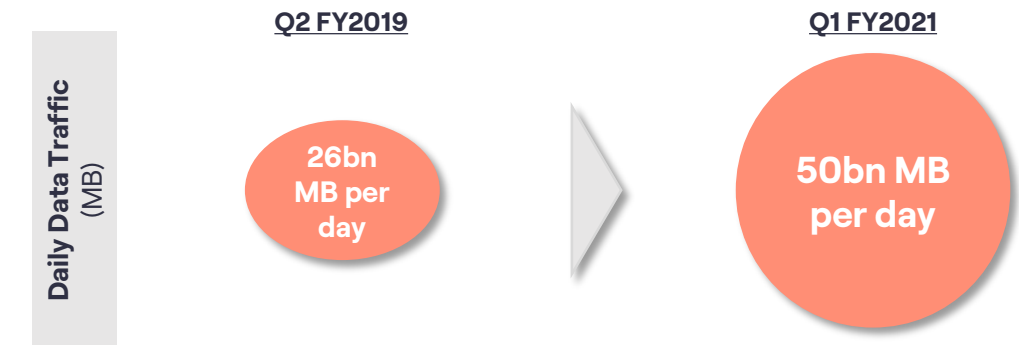 Q2 FY2019
Q1 FY2021
Daily Data Traffic
(MB)
26bn
MB per
day
50bn MB
per day